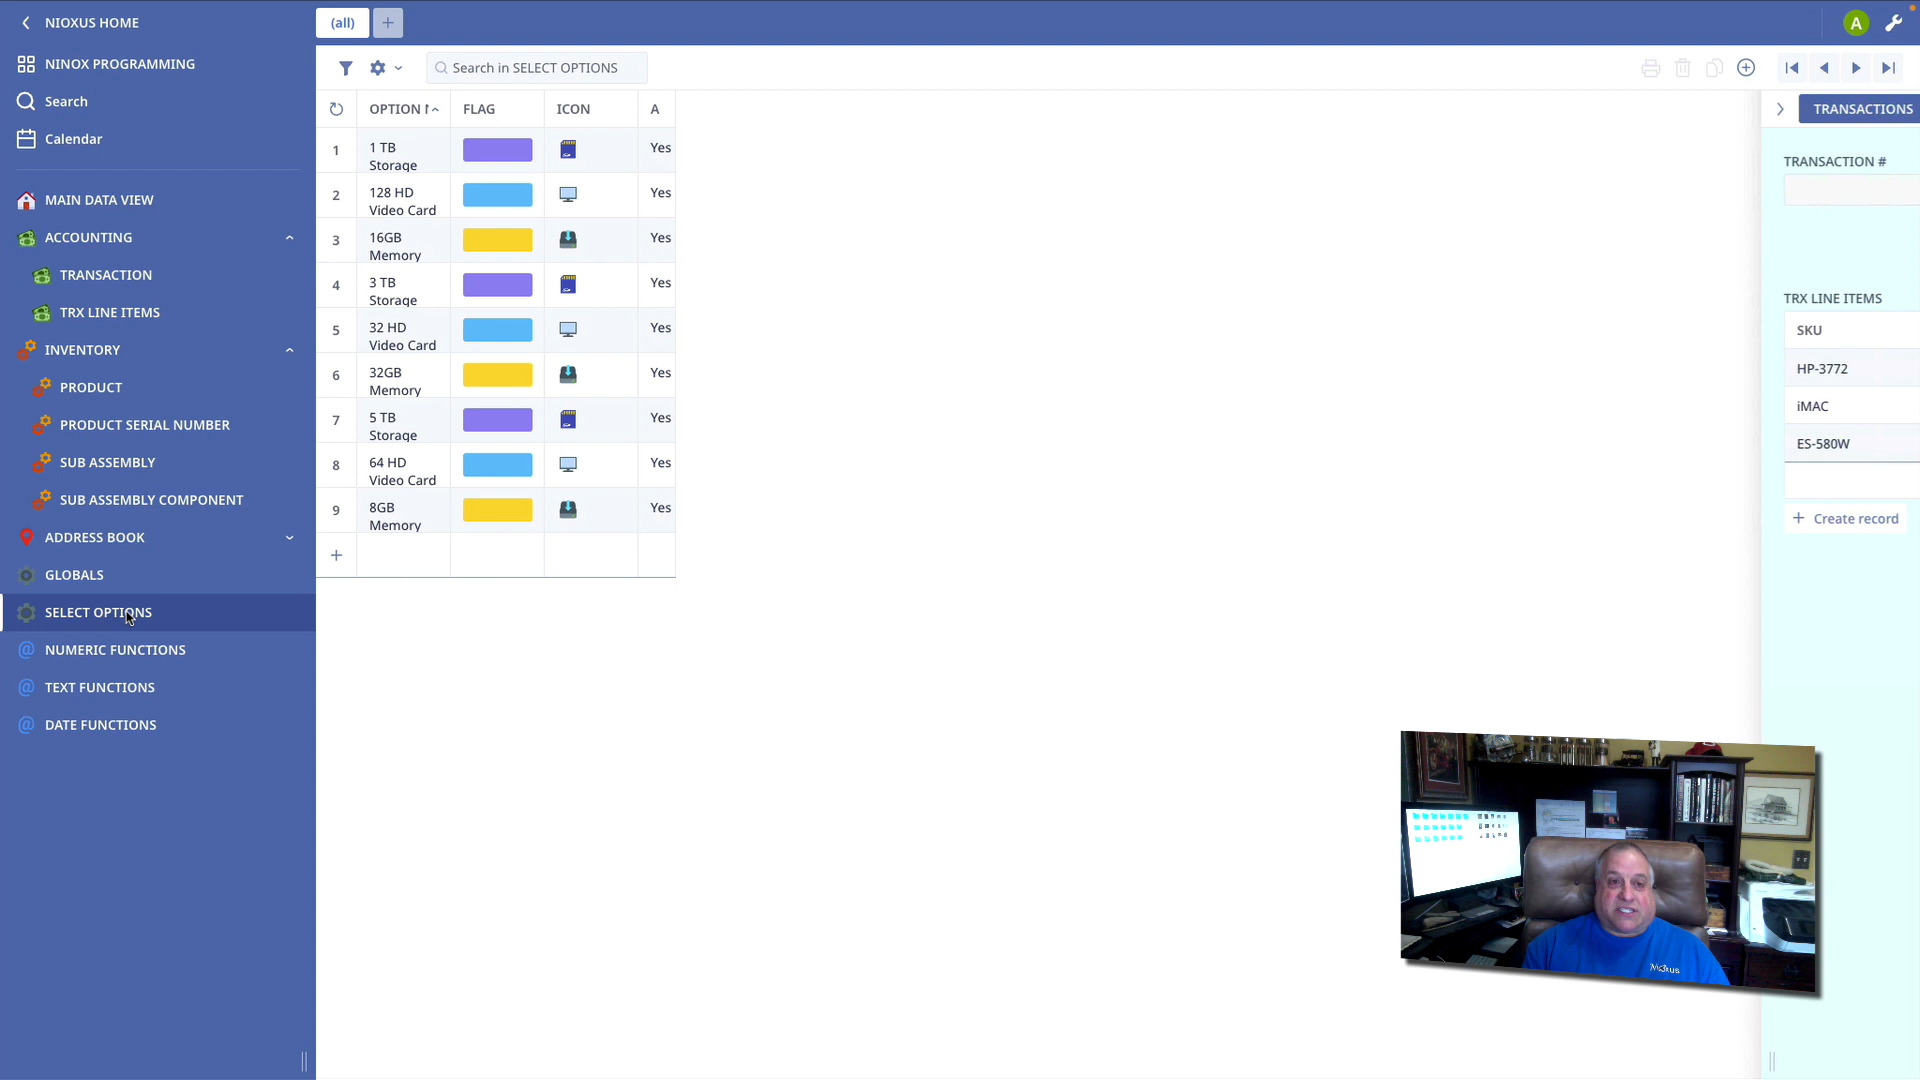 NIOXUS HOME
(all)
+
A
NINOX PROGRAMMING
Search in SELECT OPTIONS
Search
Calendar
MAIN DATA VIEW
ACCOUNTING
TRANSACTION
TRX LINE ITEMS
INVENTORY
PRODUCT
PRODUCT SERIAL NUMBER
SUB ASSEMBLY
SUB ASSEMBLY COMPONENT
ADDRESS BOOK
GLOBALS
SELECT OPTIONS
@ NUMERIC FUNCTIONS
@ TEXT FUNCTIONS
@ DATE FUNCTIONS
OPTION FLAG ICON A
1 1 TB Yes
Storage
2 128 HD Yes
Video Card
3 16GB Yes
Memory
4 3 TB Yes
Storage
5 32 HD Yes
Video Card
6 32GB Yes
Memory
7 5 TB Yes
Storage
8 64 HD Yes
Video Card
9 8GB Yes
Memory
+
TRANSACTIONS
TRANSACTION #
TRX LINE ITEMS
SKU
HP-3772
iMAC
ES-580W
+ Create record